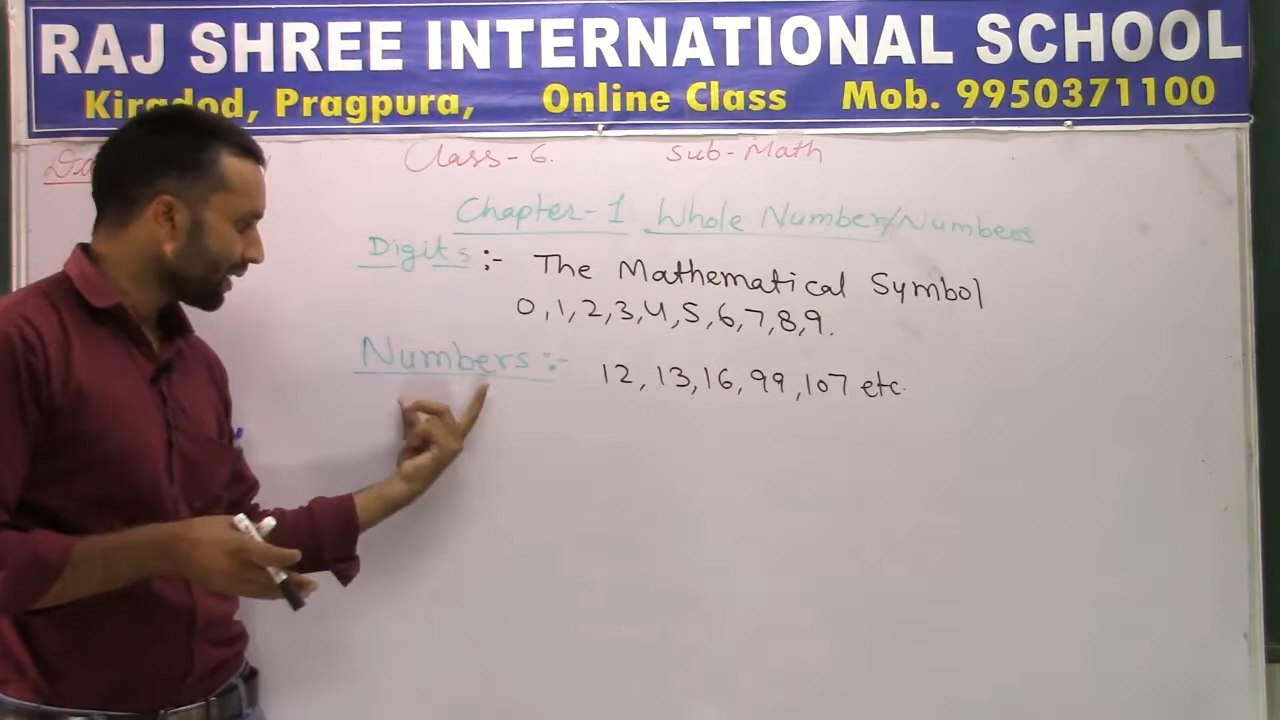 RAJ SHREE INTERNATIONAL SCHOOL
Kiradod, Pragpura, Online Class Mob. 9950371100
Class-6. Sub-Math
Chapter-1 Whole Number/Numbers
Digits :- The Mathematical Symbol
0,1,2,3,4,5,6,7,8,9.
Numbers :- 12, 13, 16, 99, 107 etc.